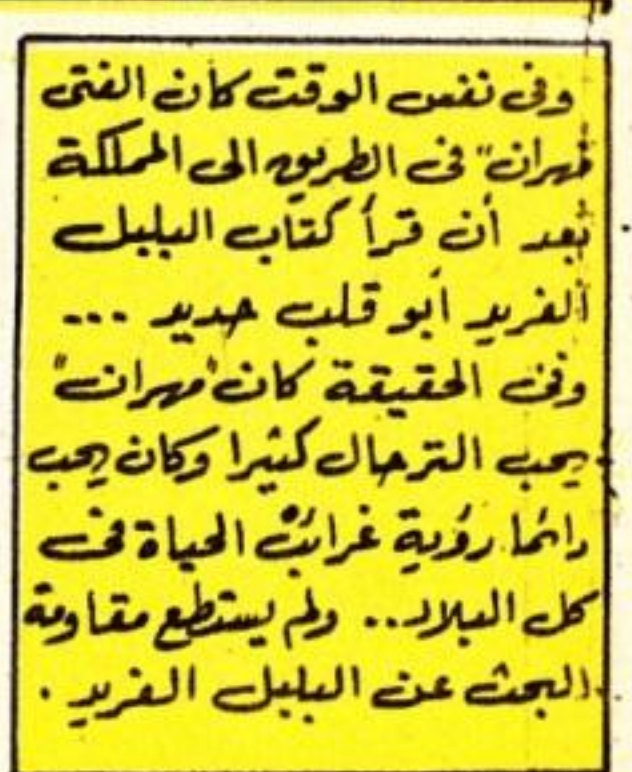 وفى نفس الوقت كان الفتى
مهران" فى الطريق الى المملكة
بعد أن قرأ كتاب البلبل
الفريد أبو قلب حديد ...
وفى الحقيقة كان "مهران"
يحب الترحال كثيرا وكان يحب
دائما رؤية غرائب الحياة فى
كل البلاد.. ولم يستطع مقاومة
البحث عن البلبل الفريد .